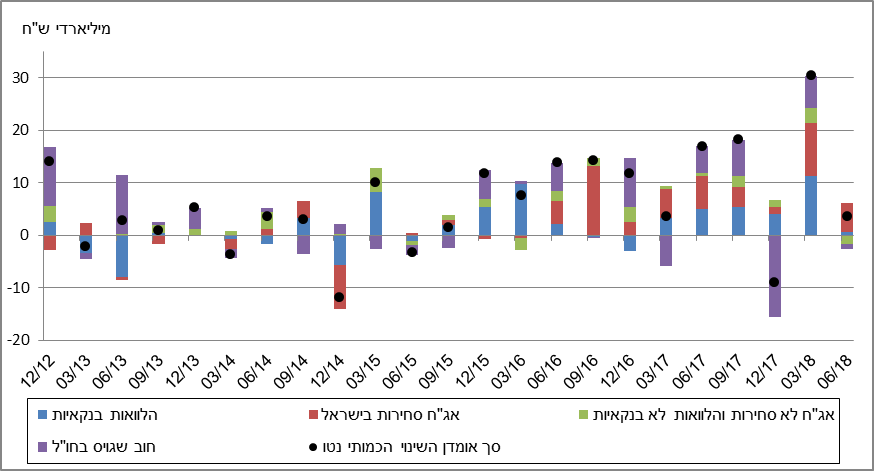 מיליארדי ש"ח
30
20
10
0
-10
-20
12/12 03/13 06/13 09/13 12/13 03/14 06/14 09/14 12/14 03/15 06/15 09/15 12/15 03/16 06/16 09/16 12/16 03/17 06/17 09/17 12/17 03/18 06/18
הלוואות בנקאיות
אג"ח סחירות בישראל
אג"ח לא סחירות והלוואות לא בנקאיות
חוב שגויס בחו"ל
סך אומדן השינוי הכמותי נטו